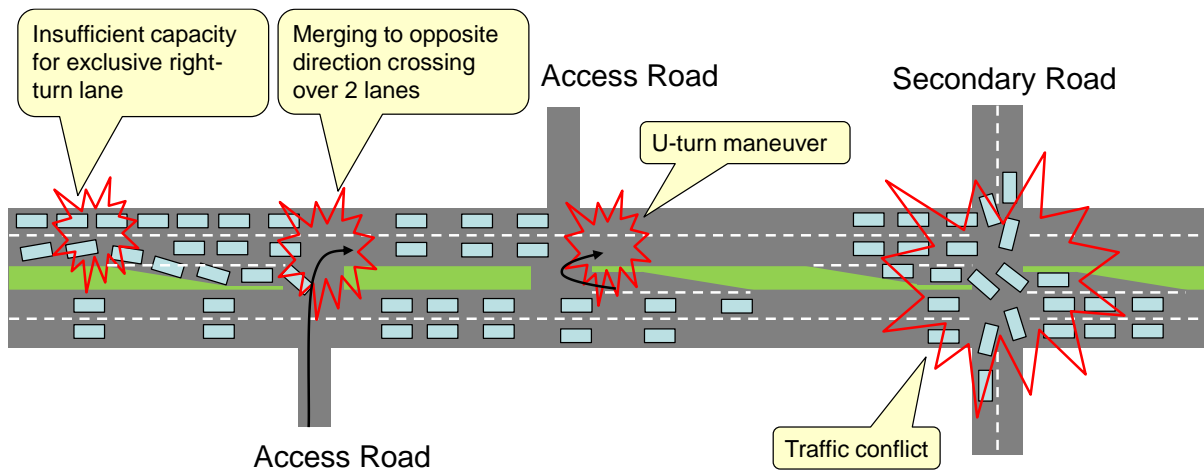 Insufficient capacity
for exclusive right-
turn lane
Merging to opposite
direction crossing
over 2 lanes
Access Road
Secondary Road
U-turn maneuver
Traffic conflict
Access Road